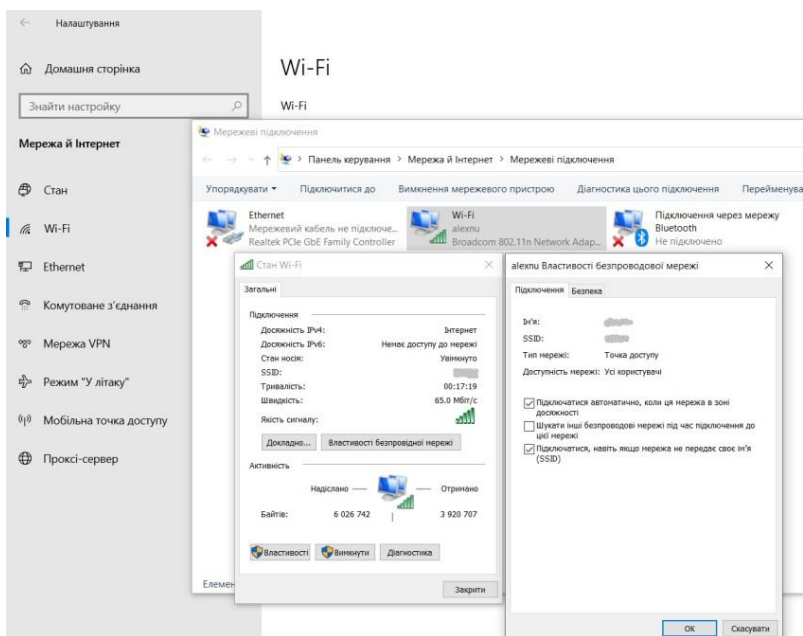 Налаштування
Домашня сторінка
Знайти настройку
Мережа й Інтернет
Стан
Wi-Fi
Ethernet
Комутоване з'єднання
Мережа VPN
Режим "У літаку"
Мобільна точка доступу
Проксі-сервер
Wi-Fi
Wi-Fi
Мережеві підключення
Панель керування > Мережа й Інтернет > Мережеві підключення
Упорядкувати Підключитися до Вимкнення мережевого пристрою Діагностика цього підключення Перейменува
Ethernet
Мережевий кабель не підключе...
Realtek PCIe GbE Family Controller
Wi-Fi
alexnu
Broadcom 802.11n Network Adap...
Підключення через мережу
Bluetooth
Не підключено
Стан Wi-Fi
Загальні
Підключення
Досяжність IPv4: Інтернет
Досяжність IPv6: Немає доступу до мережі
Стан носія: Увімкнуто
SSID:
Тривалість: 00:17:19
Швидкість: 65.0 Мбіт/с
Якість сигналу:
Докладно... Властивості безпровідної мережі
Активність
Надіслано Отримано
Байтів: 6 026 742 3 920 707
Властивості Вимкнути Діагностика
Закрити
Елемен
alexnu Властивості безпроводової мережі
Підключення Безпека
Ім'я:
SSID:
Тип мережі: Точка доступу
Доступність мережі: Усі користувачі
Підключатися автоматично, коли ця мережа в зоні
досяжності
Шукати інші безпроводові мережі під час підключення до
цієї мережі
Підключатися, навіть якщо мережа не передає своє ім'я
(SSID)
OK Скасувати